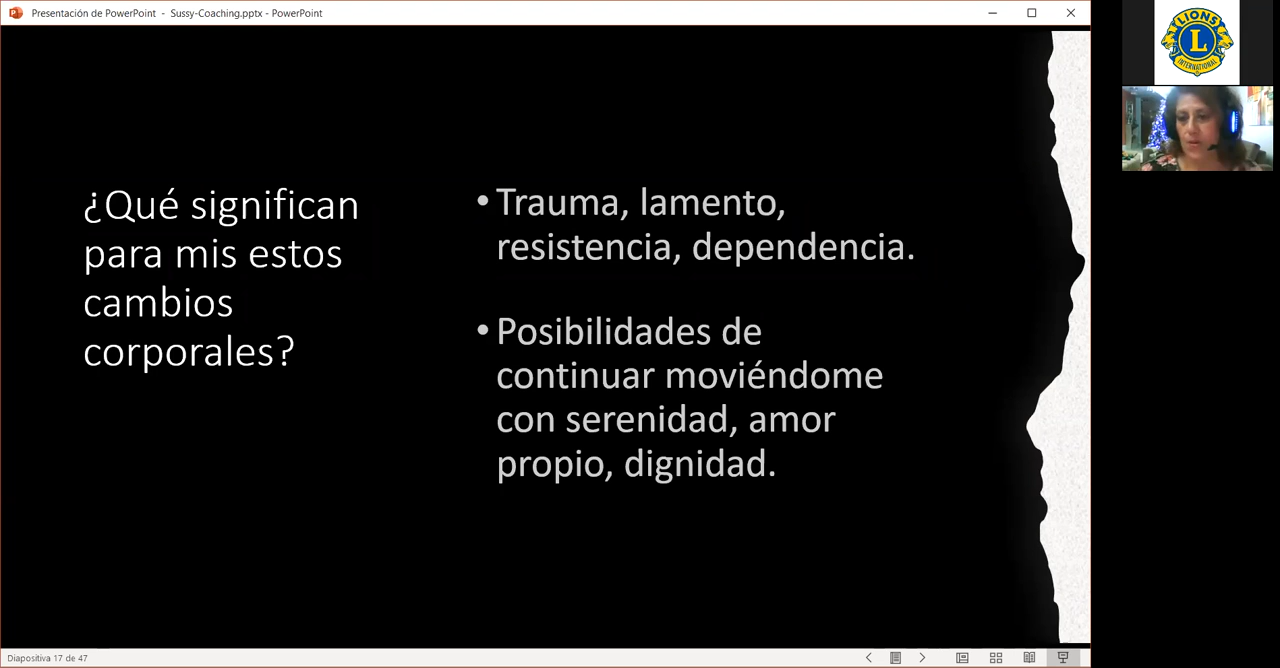 Presentación de PowerPoint - Sussy-Coaching.pptx - PowerPoint
LIONS
L
INTERNATIONAL
¿Qué significan
para mis estos
cambios
corporales?
• Trauma, lamento,
resistencia, dependencia.
• Posibilidades de
continuar moviéndome
con serenidad, amor
propio, dignidad.
Diapositiva 17 de 47